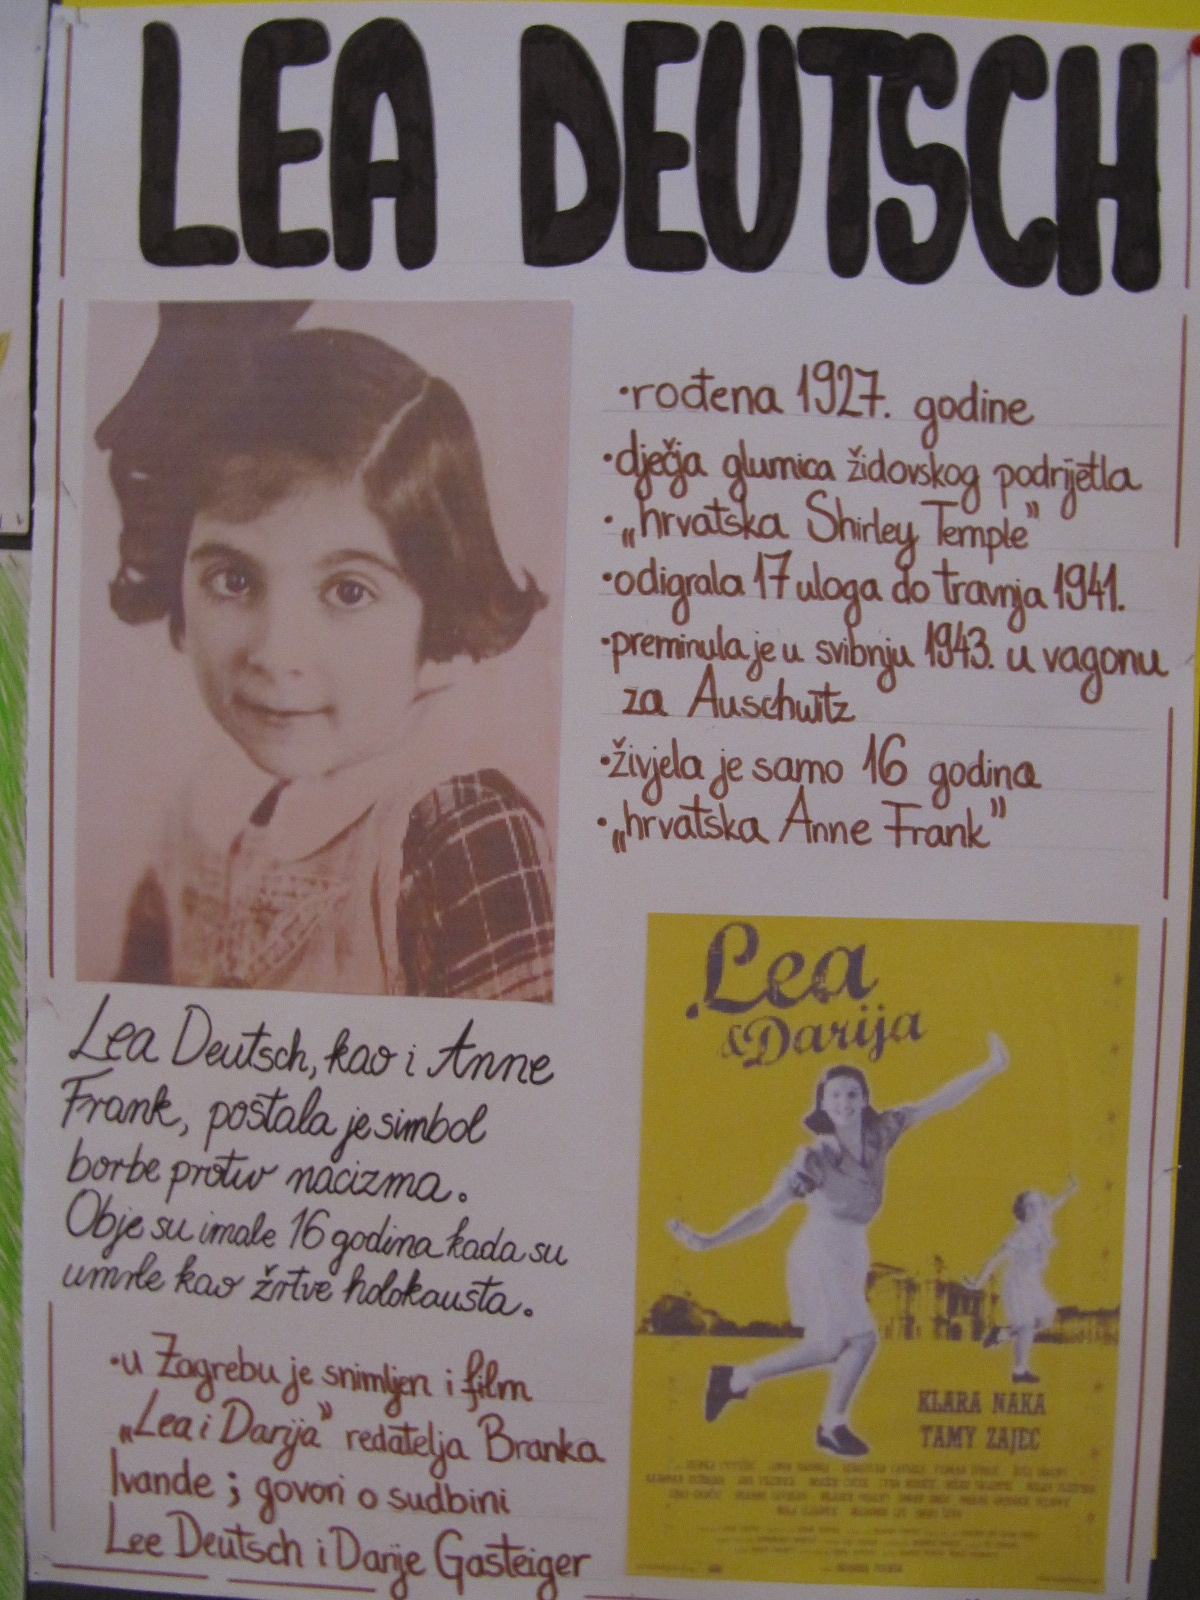 LEA DEUTSCH
•rođena 1927. godine
•dječja glumica židovskog podrijetla
•„hrvatska Shirley Temple”
•odigrala 17 uloga do travnja 1941.
•preminula je u svibnju 1943. u vagonu
za Auschwitz
•živjela je samo 16 godina
•„hrvatska Anne Frank”
Lea Deutsch, kao i Anne
Frank, postala je simbol
borbe protiv nacizma.
Obje su imale 16 godina kada su
umrle kao žrtve holokausta.
•u Zagrebu je snimljen i film
„Lea i Darija” redatelja Branka
Ivande ; govori o sudbini
Lee Deutsch i Darije Gasteiger
Lea
& Darija
KLARA NAKA
TAMY ZAJEC